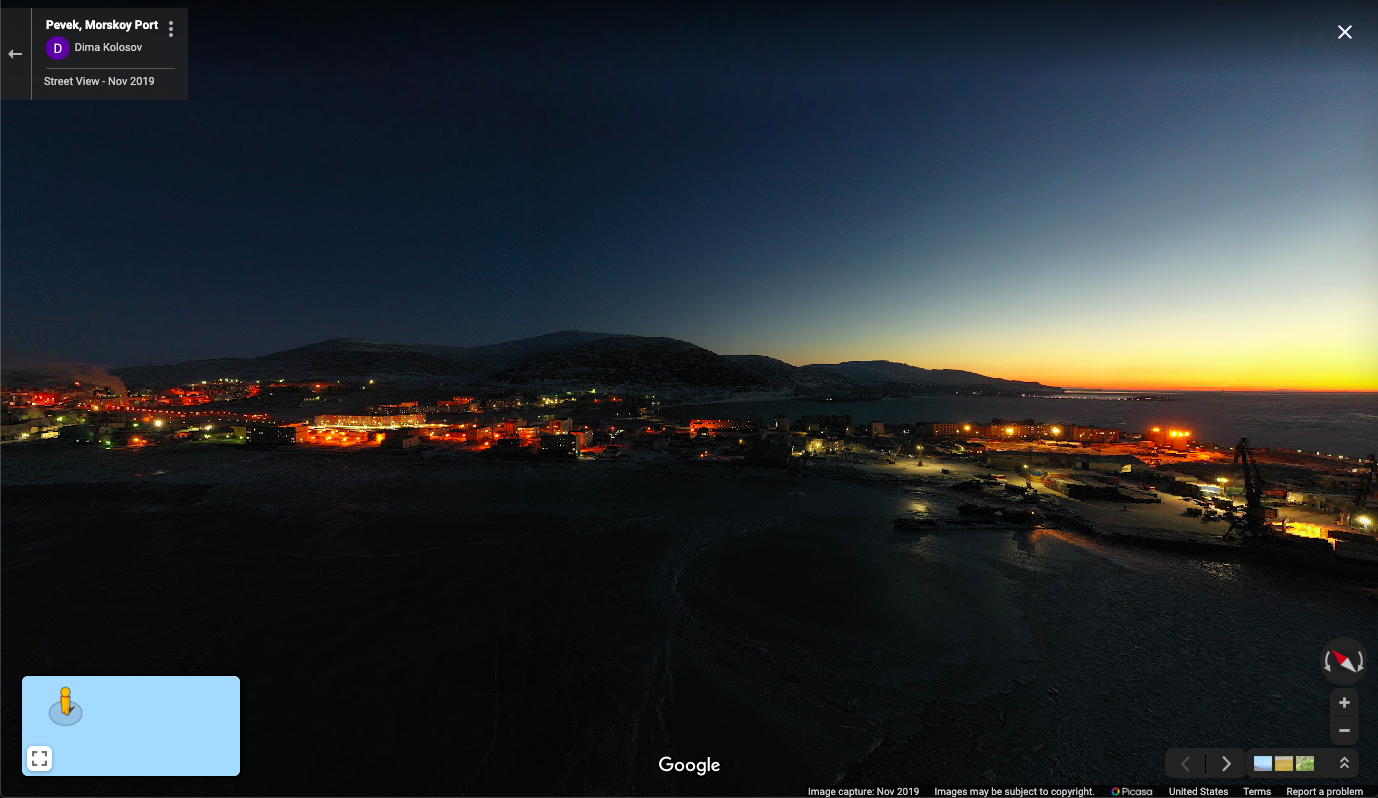 Pevek, Morskoy Port
D
Dima Kolosov
Street View - Nov 2019
Google
Image capture: Nov 2019 Images may be subject to copyright. Picasa United States Terms Report a problem